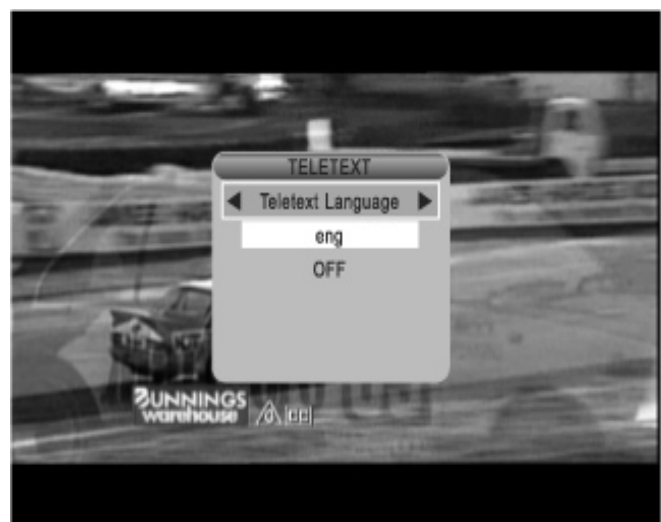 TELETEXT
Teletext Language
eng
OFF
BUNNINGS
warehouse